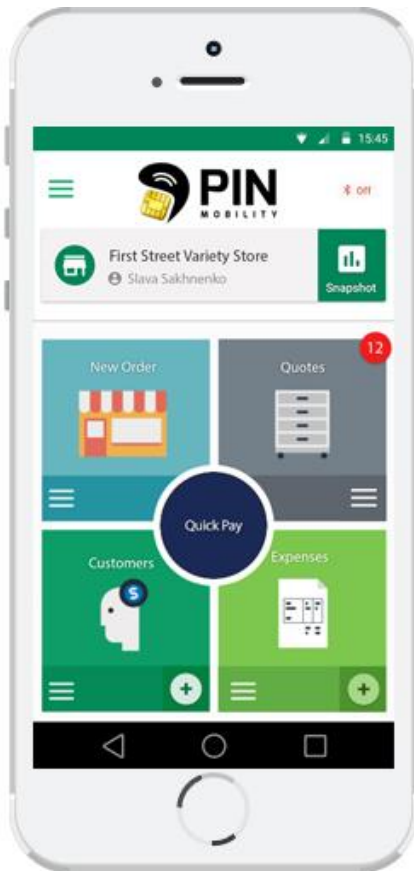 15:45
PIN
MOBILITY
off
First Street Variety Store
Slava Sakhnenko
Snapshot
New Order
Quotes
12
Quick Pay
Customers
$
Expenses